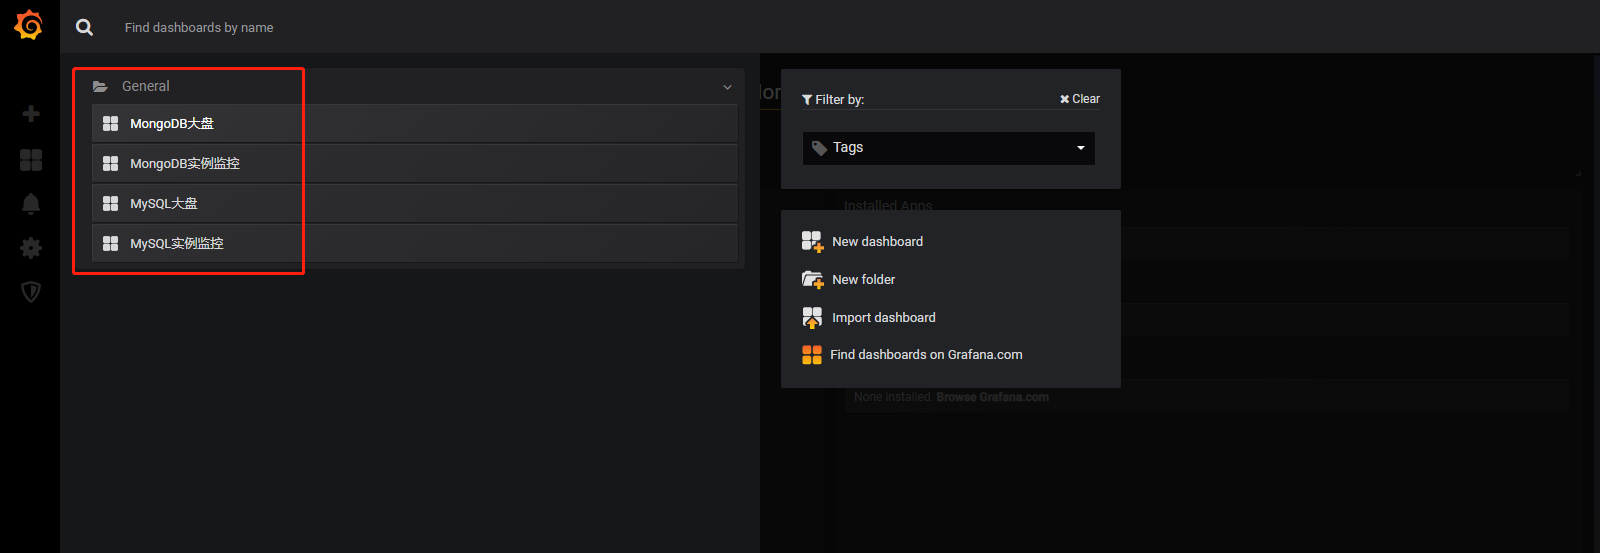 Find dashboards by name
General
MongoDB大盘
MongoDB实例监控
MySQL大盘
MySQL实例监控
Filter by:
Clear
Tags
Installed Apps
New dashboard
New folder
Import dashboard
Find dashboards on Grafana.com
None installed. Browse Grafana.com